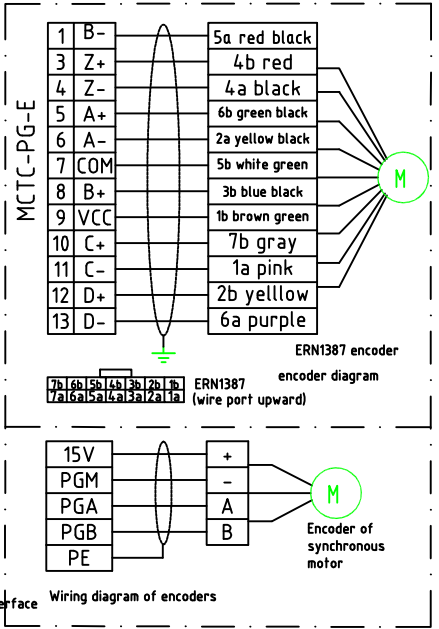 MCTC-PG-E
1 B- 5a red black
3 Z+ 4b red
4 Z- 4a black
5 A+ 6b green black
6 A- 2a yellow black
7 COM 5b white green
8 B+ 3b blue black
9 VCC 1b brown green
10 C+ 7b gray
11 C- 1a pink
12 D+ 2b yelllow
13 D- 6a purple
M
ERN1387 encoder
encoder diagram
7b 6b 5b 4b 3b 2b 1b
7a 6a 5a 4a 3a 2a 1a
ERN1387
(wire port upward)
15V +
PGM -
PGA A
PGB B
PE
M
Encoder of
synchronous
motor
erface
Wiring diagram of encoders